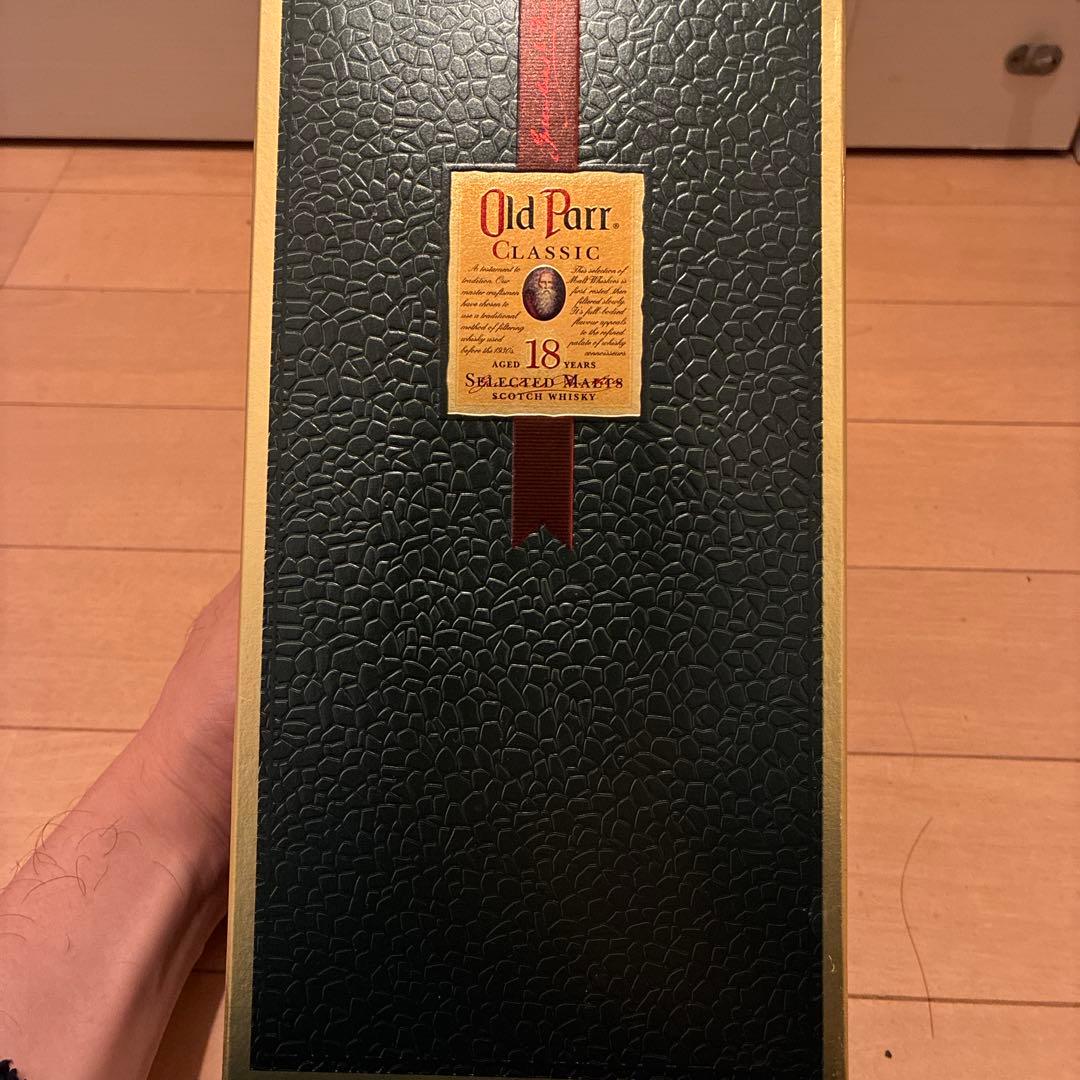 Old Parr®
CLASSIC
A testament to
tradition. Our
master craftsmen
have chosen to
use a traditional
method of filtering
whisky used
before the 1930s.
This selection of
Malt Whiskies is
first rested, then
filtered slowly.
It's full-bodied
flavour appeals
to the refined
palate of whisky
connoisseurs
AGED 18 YEARS
SELECTED MALTS
SCOTCH WHISKY